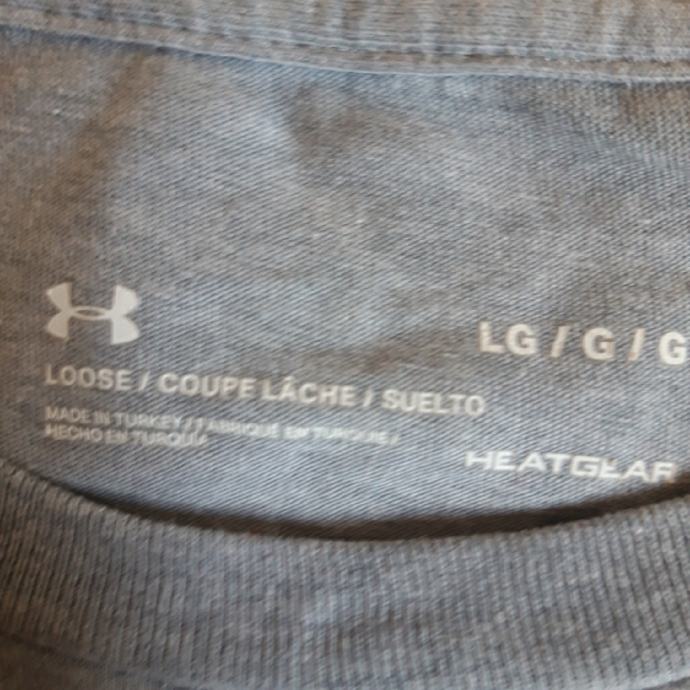 LG / G / G
LOOSE / COUPE LÂCHE / SUELTO
MADE IN TURKEY / FABRIQUÉ EN TURQUIE /
HECHO EN TURQUÍA
HEATGEAR